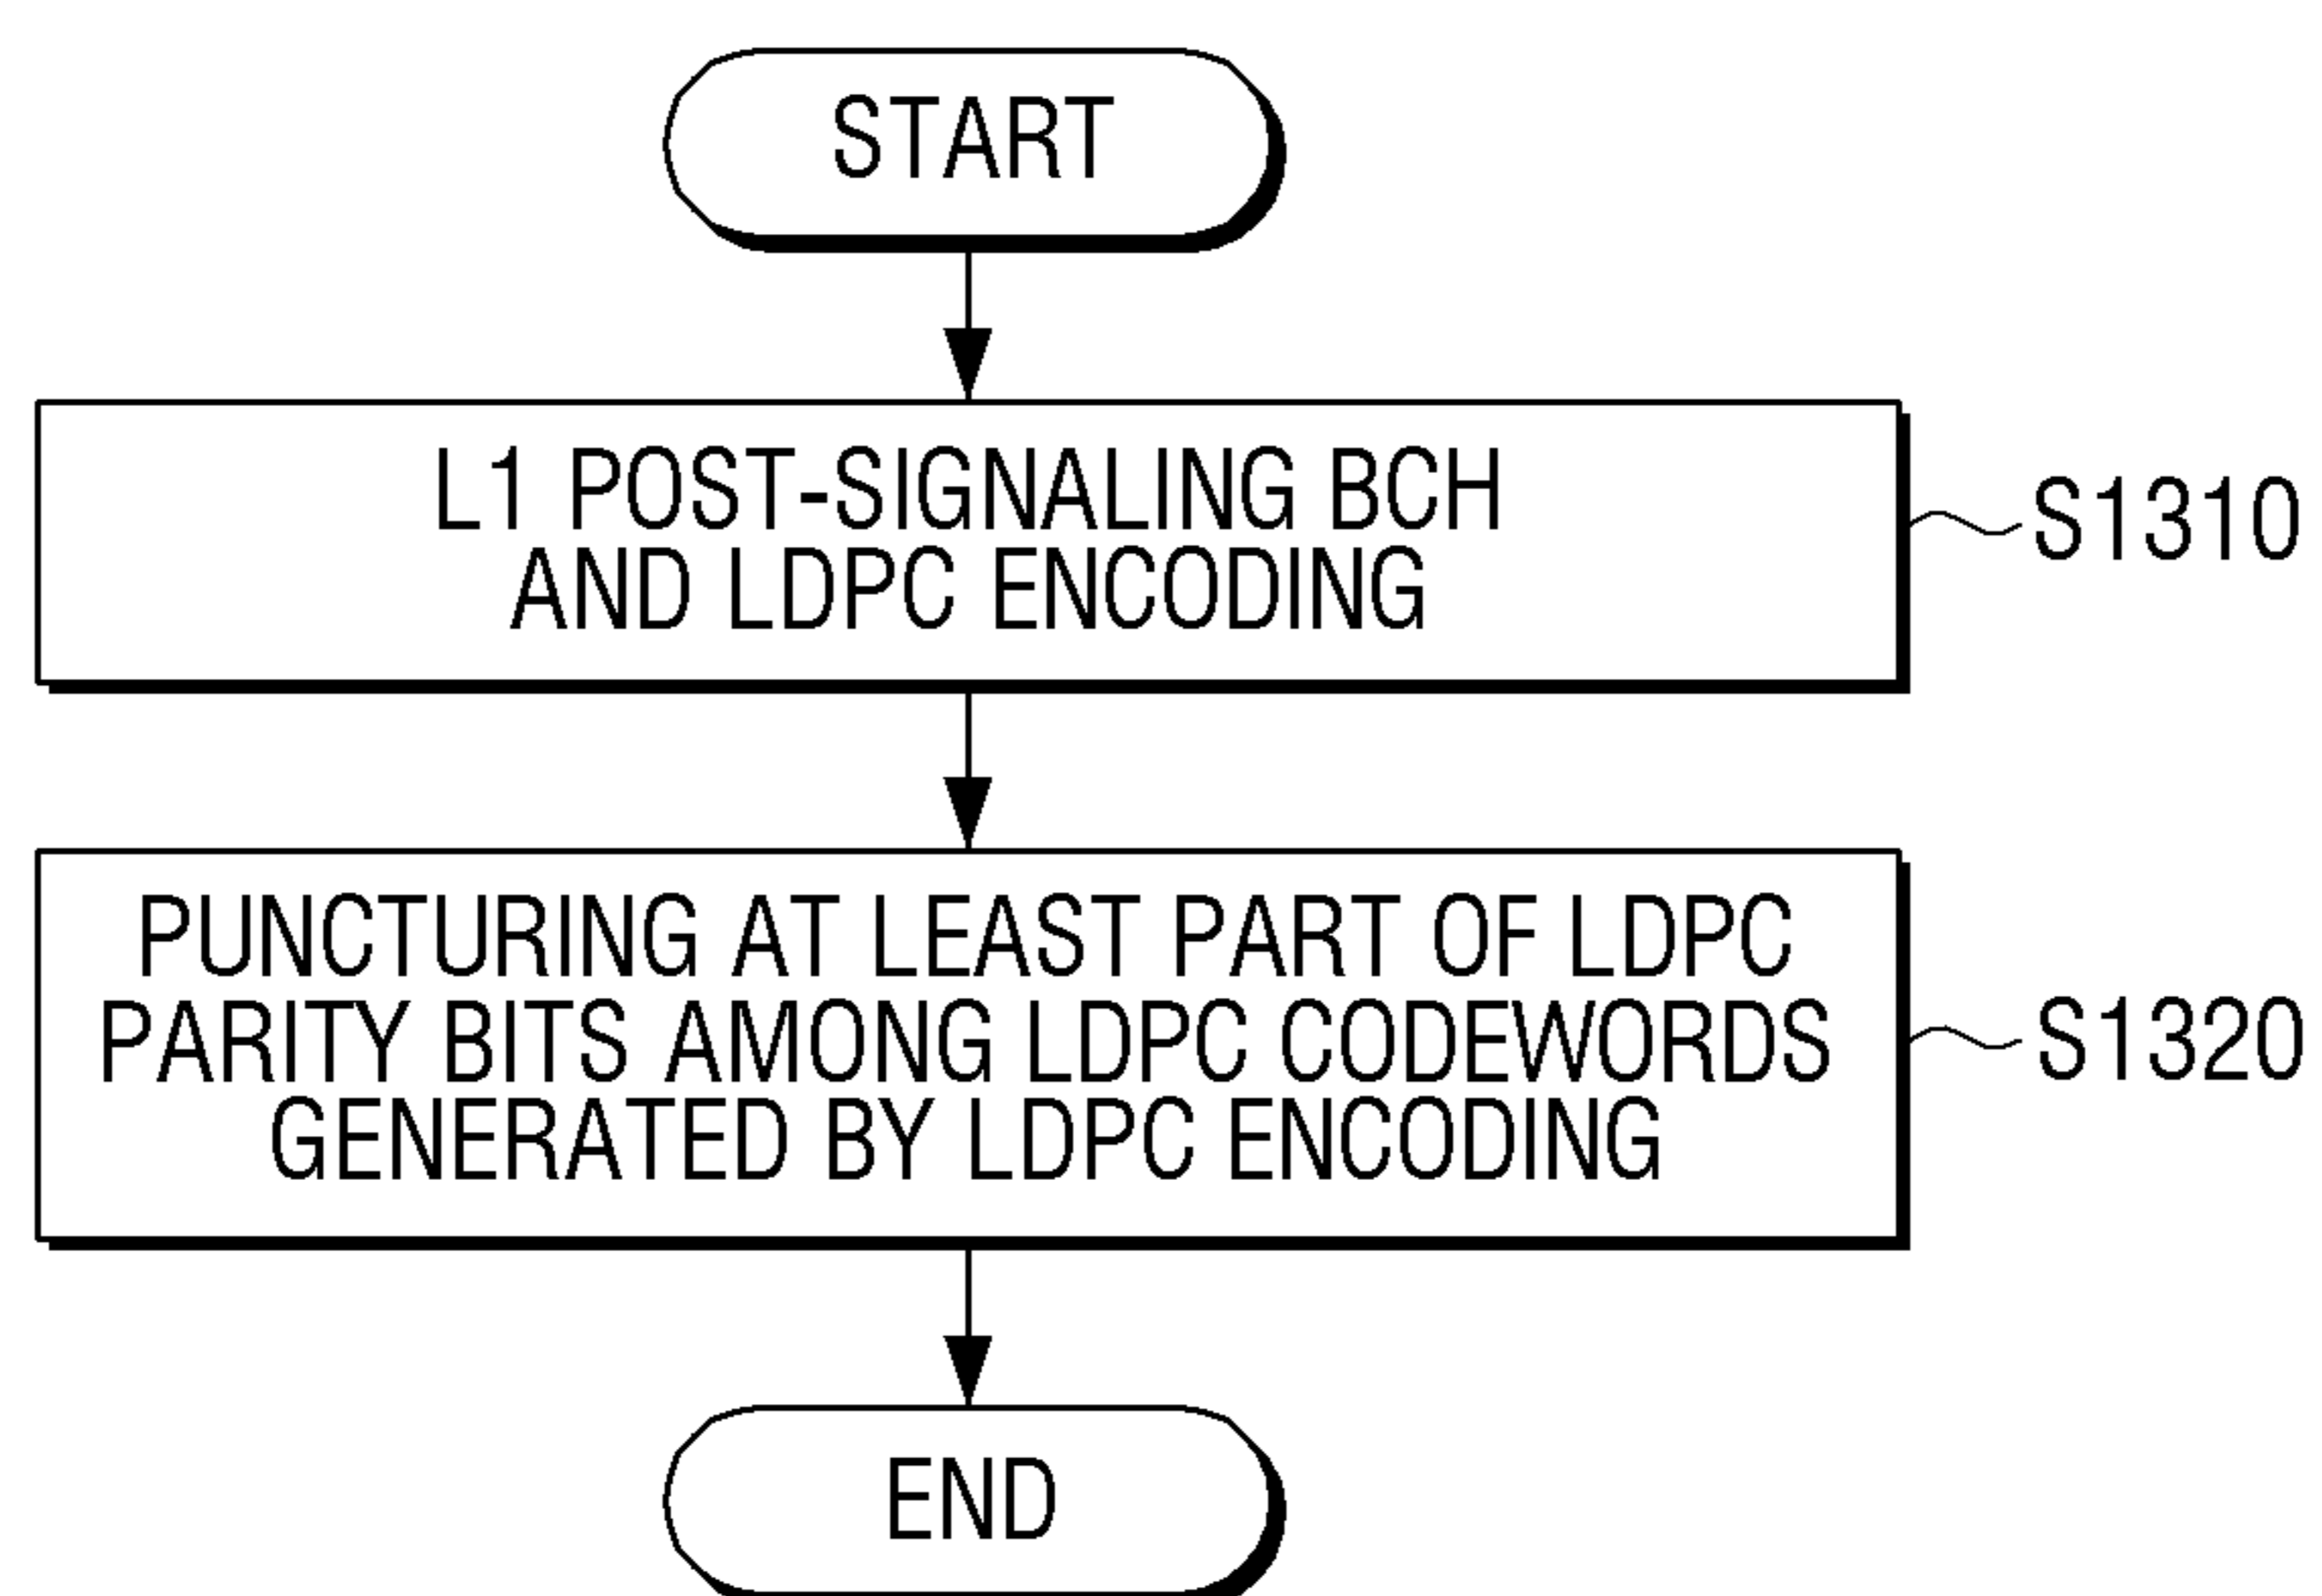 START
L1 POST-SIGNALING BCH
AND LDPC ENCODING
S1310
PUNCTURING AT LEAST PART OF LDPC
PARITY BITS AMONG LDPC CODEWORDS
GENERATED BY LDPC ENCODING
S1320
END